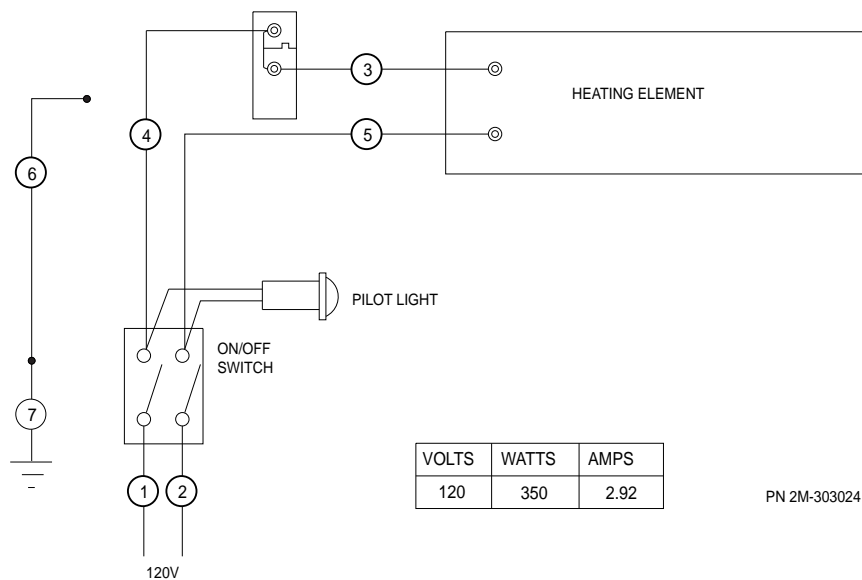 3
HEATING ELEMENT
4
5
6
PILOT LIGHT
ON/OFF
SWITCH
7
VOLTS WATTS AMPS
120 350 2.92
1 2
PN 2M-303024
120V